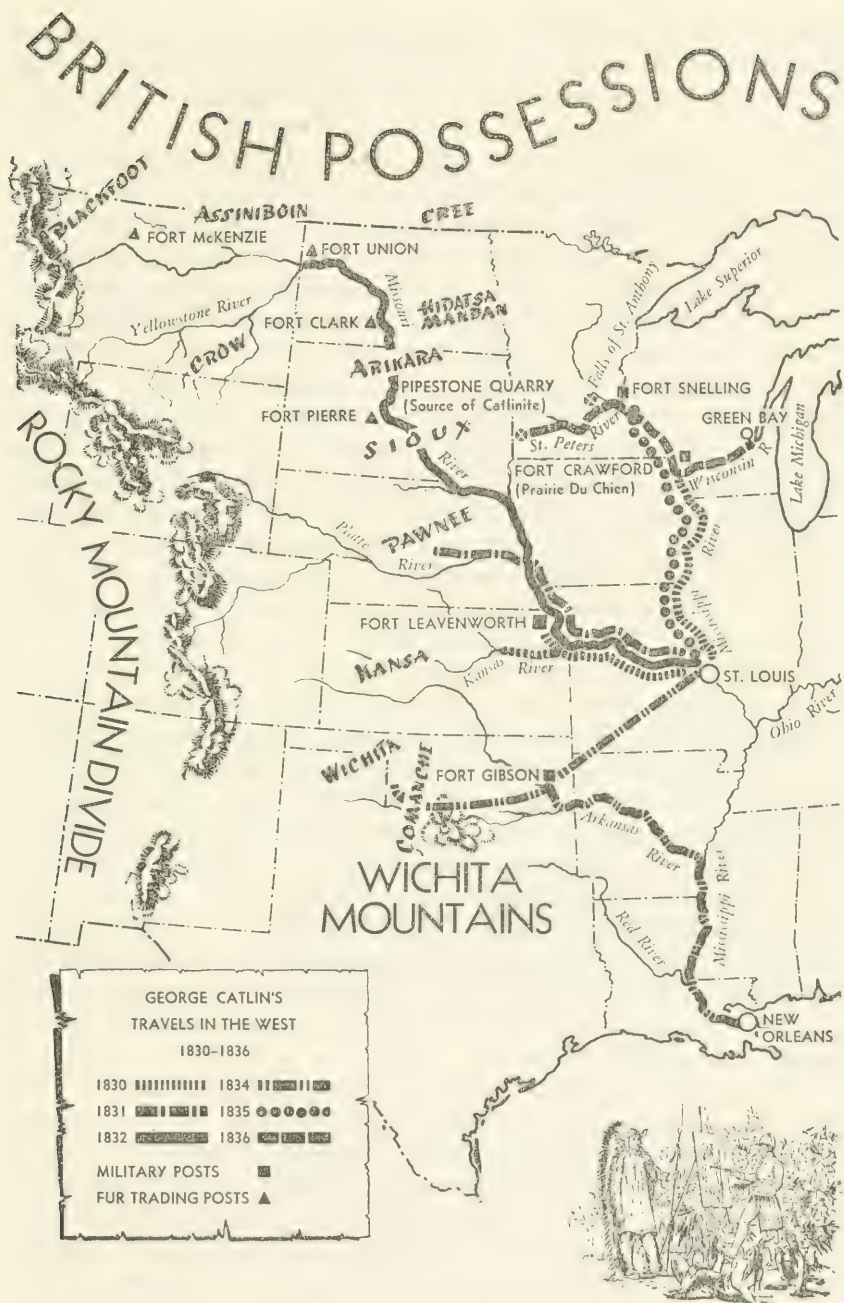 BRITISH POSSESSIONS
BLACKFOOT
ASSINIBOIN
CREE
FORT McKENZIE
FORT UNION
Missouri
Yellowstone River
FORT CLARK
HIDATSA
MANDAN
CROW
ARIKARA
Falls of St. Anthony
Lake Superior
FORT SNELLING
PIPESTONE QUARRY
(Source of Catlinite)
GREEN BAY
FORT PIERRE
SIOUX
St. Peters River
Lake Michigan
FORT CRAWFORD
(Prairie Du Chien)
Wisconsin R
River
ROCKY MOUNTAIN DIVIDE
PAWNEE
Platte
River
River
Mississippi
FORT LEAVENWORTH
KANSA
Kansas
River
ST. LOUIS
Ohio River
WICHITA
COMANCHE
FORT GIBSON
Arkansas
River
WICHITA
MOUNTAINS
Mississippi River
Red River
NEW
ORLEANS
GEORGE CATLIN'S
TRAVELS IN THE WEST
1830-1836
1830 1834
1831 1835
1832 1836
MILITARY POSTS
FUR TRADING POSTS